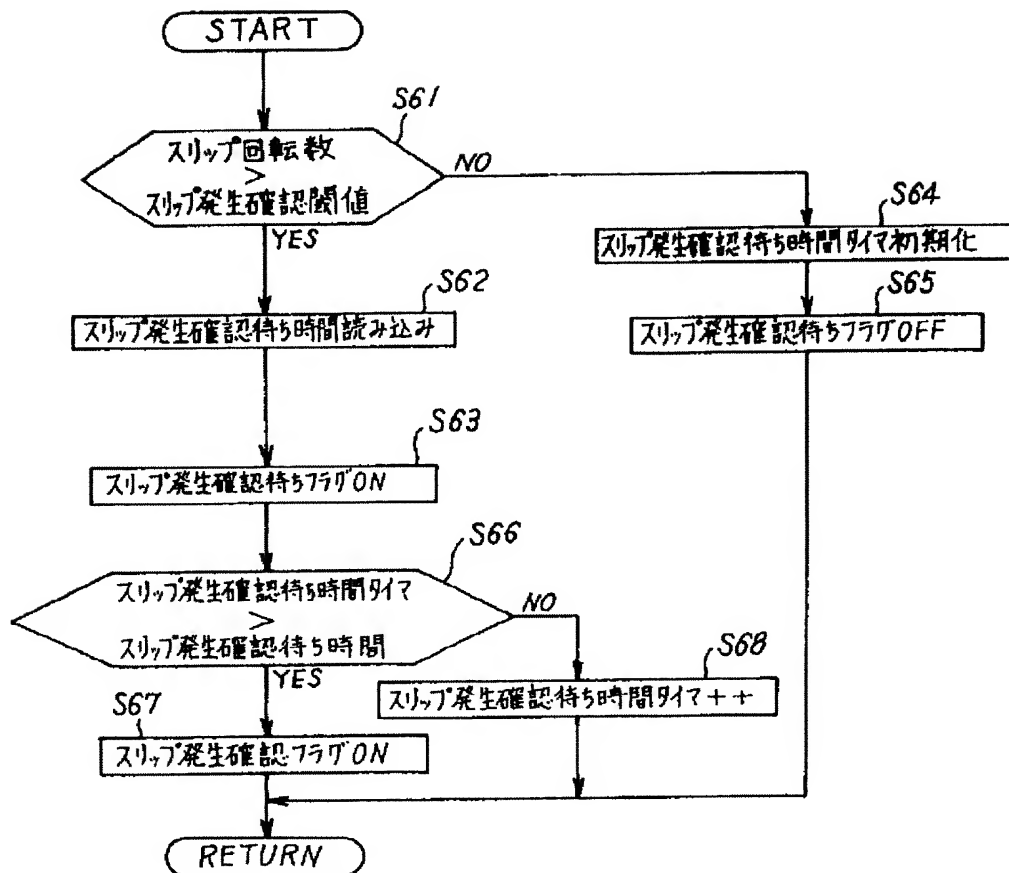 START
S61
スリップ回転数
>
スリップ発生確認閾値
NO
YES
S64
スリップ発生確認待ち時間タイマ初期化
S62
スリップ発生確認待ち時間読み込み
S65
スリップ発生確認待ちフラグOFF
S63
スリップ発生確認待ちフラグON
S66
スリップ発生確認待ち時間タイマ
>
スリップ発生確認待ち時間
NO
YES
S68
スリップ発生確認待ち時間タイマ++
S67
スリップ発生確認フラグON
RETURN